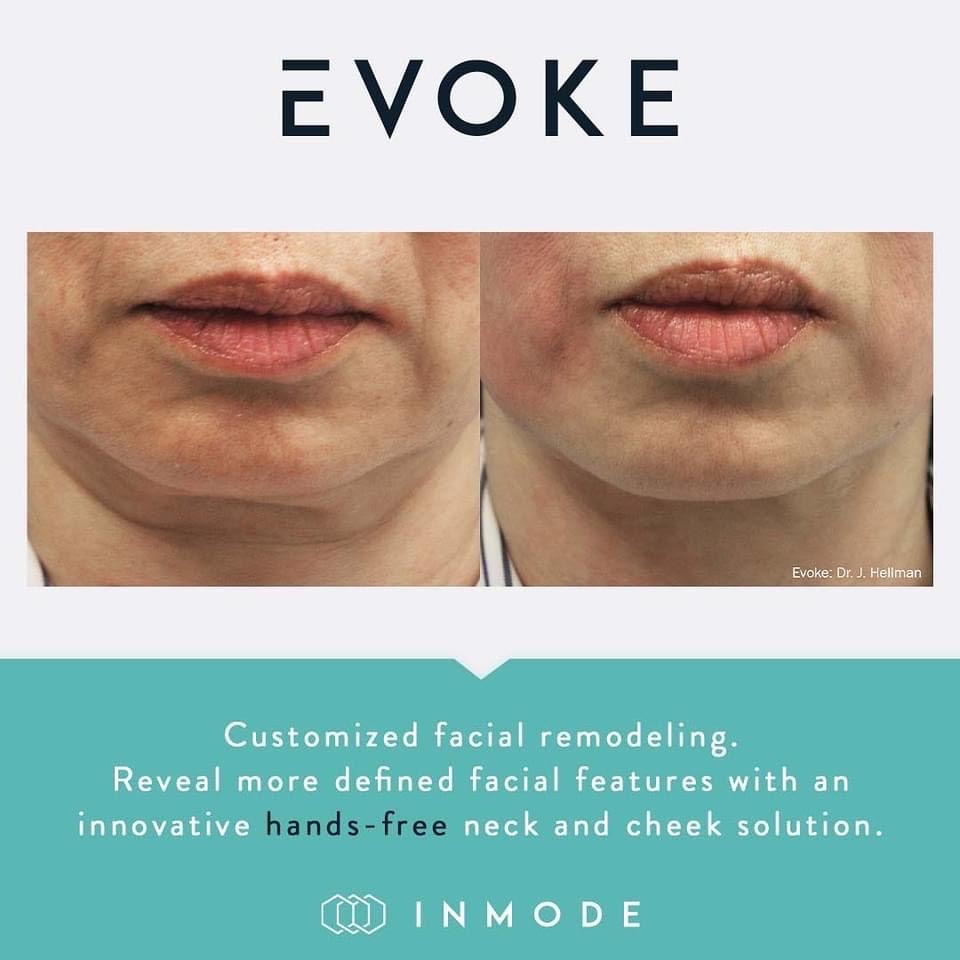 EVOKE
Evoke: Dr. J. Hellman
Customized facial remodeling.
Reveal more defined facial features with an
innovative hands-free neck and cheek solution.
INMODE